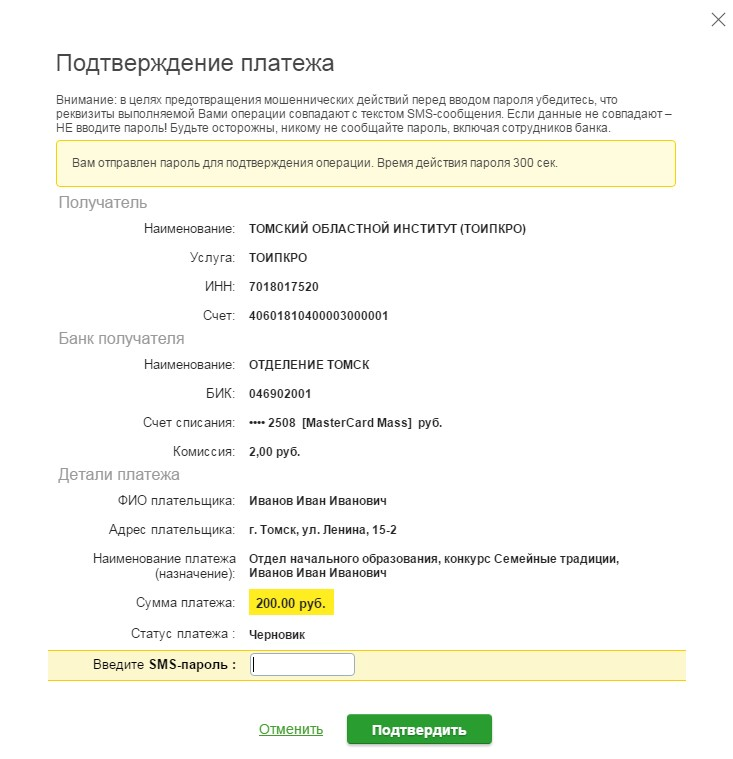 Подтверждение платежа
Внимание: в целях предотвращения мошеннических действий перед вводом пароля убедитесь, что
реквизиты выполняемой Вами операции совпадают с текстом SMS-сообщения. Если данные не совпадают –
НЕ вводите пароль! Будьте осторожны, никому не сообщайте пароль, включая сотрудников банка.
Вам отправлен пароль для подтверждения операции. Время действия пароля 300 сек.
Получатель
Наименование: ТОМСКИЙ ОБЛАСТНОЙ ИНСТИТУТ (ТОИПКРО)
Услуга: ТОИПКРО
ИНН: 7018017520
Счет: 40601810400003000001
Банк получателя
Наименование: ОТДЕЛЕНИЕ ТОМСК
БИК: 046902001
Счет списания: •••• 2508 [MasterCard Mass] руб.
Комиссия: 2,00 руб.
Детали платежа
ФИО плательщика: Иванов Иван Иванович
Адрес плательщика: г. Томск, ул. Ленина, 15-2
Наименование платежа Отдел начального образования, конкурс Семейные традиции,
(назначение): Иванов Иван Иванович
Сумма платежа: 200.00 руб.
Статус платежа : Черновик
Введите SMS-пароль :
Отменить Подтвердить